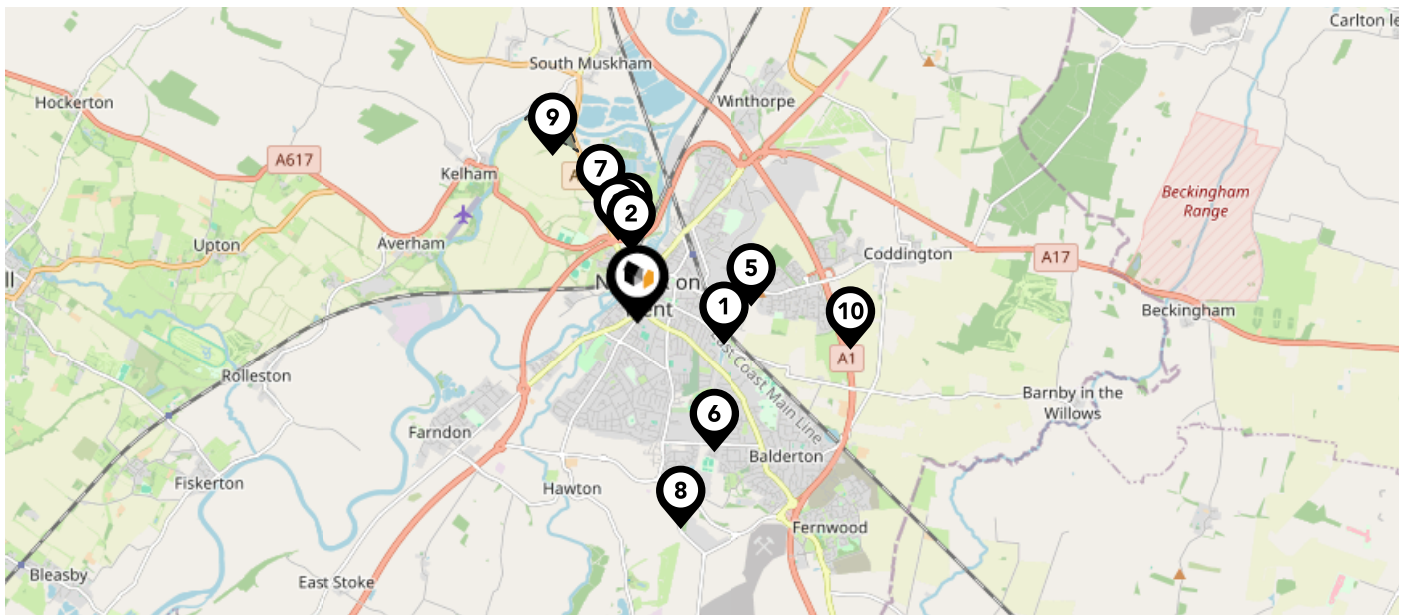 Carlton le
South Muskham
Hockerton
Winthorpe
9
A617
7
Kelham
Beckingham
Range
2
Upton
Averham
Coddington
A17
5
ll
on
1
10
Beckingham
ent
A1
East Coast Main Line
Rolleston
Barnby in the
Willows
6
Farndon
Balderton
Fiskerton
8
Hawton
Fernwood
Bleasby
East Stoke